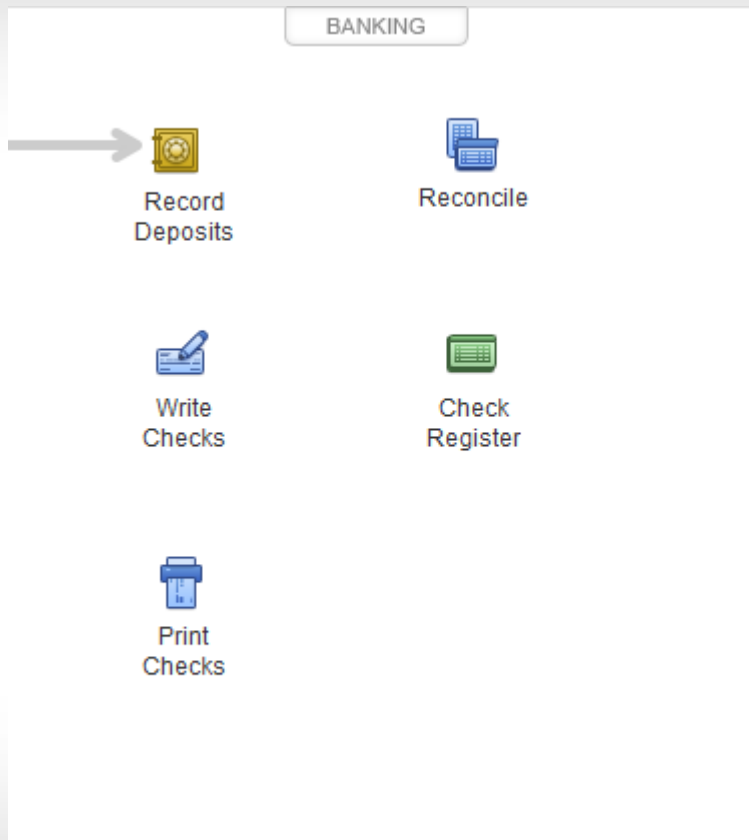 BANKING
Record
Deposits
Reconcile
Write
Checks
Check
Register
Print
Checks